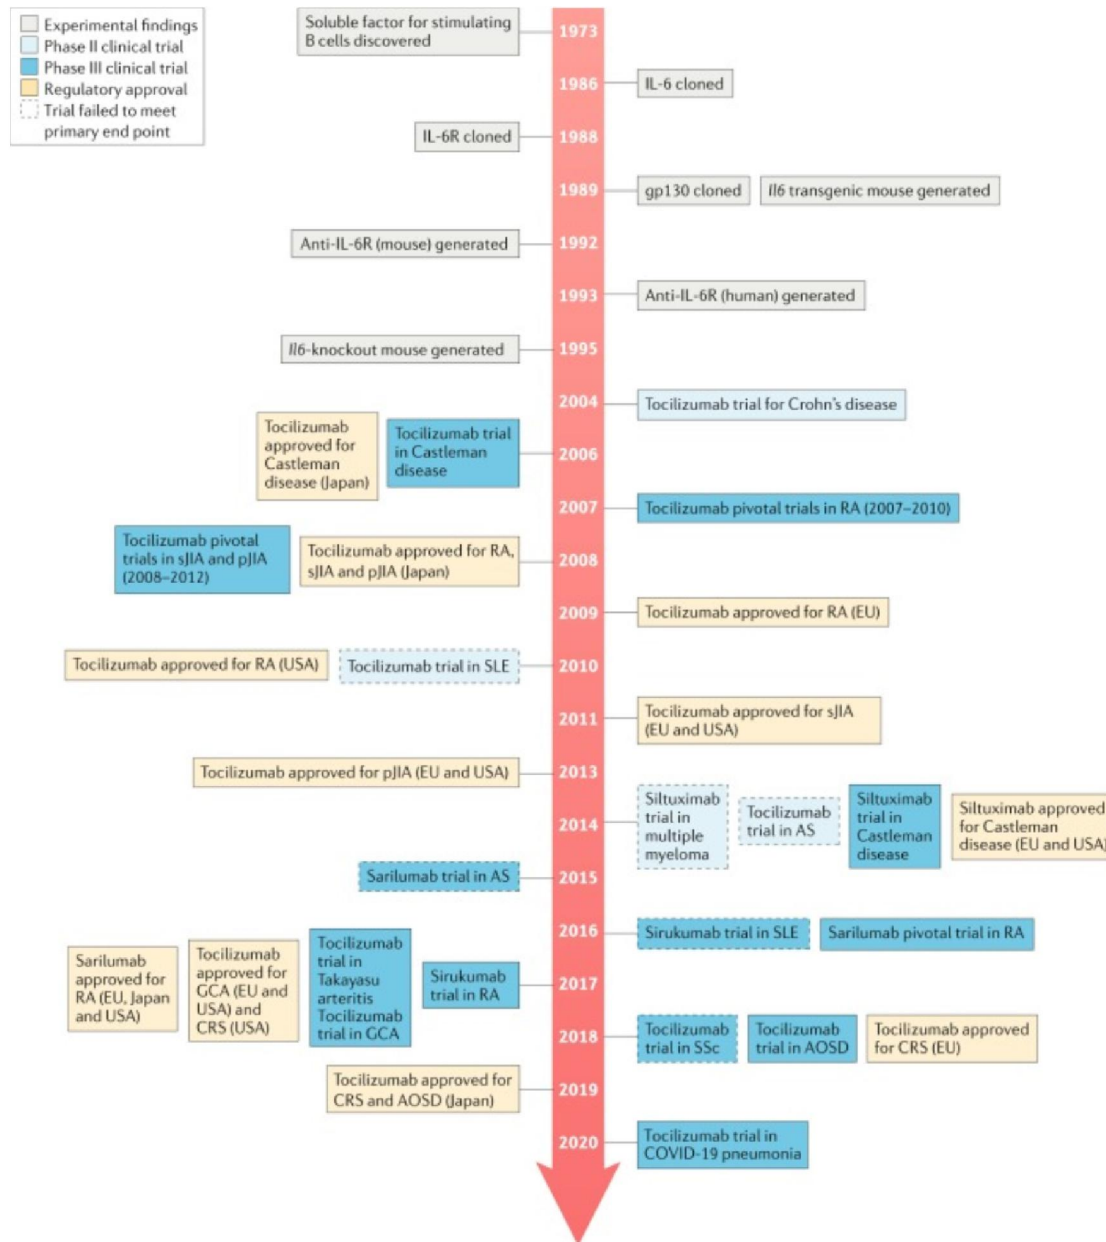 Experimental findings
Phase II clinical trial
Phase III clinical trial
Regulatory approval
Trial failed to meet
primary end point
Soluble factor for stimulating
B cells discovered
1973
1986
IL-6 cloned
IL-6R cloned
1988
1989
gp130 cloned
Il6 transgenic mouse generated
Anti-IL-6R (mouse) generated
1992
1993
Anti-IL-6R (human) generated
Il6-knockout mouse generated
1995
2004
Tocilizumab trial for Crohn's disease
Tocilizumab
approved for
Castleman
disease (Japan)
Tocilizumab trial
in Castleman
disease
2006
2007
Tocilizumab pivotal trials in RA (2007–2010)
Tocilizumab pivotal
trials in sJIA and pJIA
(2008–2012)
Tocilizumab approved for RA,
sJIA and pJIA (Japan)
2008
2009
Tocilizumab approved for RA (EU)
Tocilizumab approved for RA (USA)
Tocilizumab trial in SLE
2010
2011
Tocilizumab approved for sJIA
(EU and USA)
Tocilizumab approved for pJIA (EU and USA)
2013
2014
Siltuximab
trial in
multiple
myeloma
Tocilizumab
trial in AS
Siltuximab
trial in
Castleman
disease
Siltuximab approved
for Castleman
disease (EU and USA)
Sarilumab trial in AS
2015
2016
Sirukumab trial in SLE
Sarilumab pivotal trial in RA
Sarilumab
approved for
RA (EU, Japan
and USA)
Tocilizumab
approved for
GCA (EU and
USA) and
CRS (USA)
Tocilizumab
trial in
Takayasu
arteritis
Tocilizumab
trial in GCA
Sirukumab
trial in RA
2017
2018
Tocilizumab
trial in SSc
Tocilizumab
trial in AOSD
Tocilizumab approved
for CRS (EU)
Tocilizumab approved for
CRS and AOSD (Japan)
2019
2020
Tocilizumab trial in
COVID-19 pneumonia